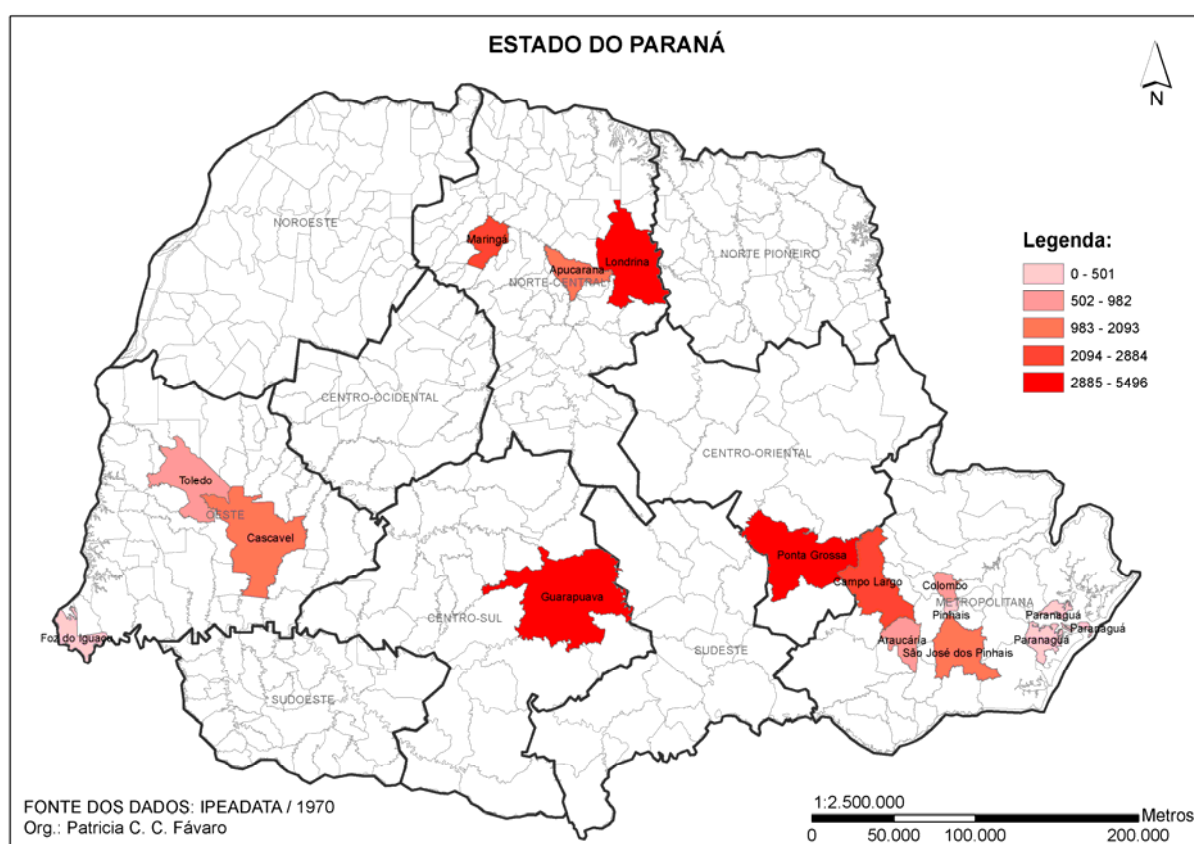 ESTADO DO PARANÁ
N
NOROESTE
Maringá
Apucarana
Londrina
NORTE-CENTRAL
NORTE PIONEIRO
Legenda:
0 - 501
502 - 982
983 - 2093
2094 - 2884
2885 - 5496
CENTRO-OCIDENTAL
CENTRO-ORIENTAL
Toledo
OESTE
Cascavel
Ponta Grossa
Campo Largo
Colombo
METROPOLITANA
Pinhais
Paranaguá
Paranaguá
Paranaguá
Guarapuava
CENTRO-SUL
Foz do Iguaçu
Araucária
São José dos Pinhais
SUDESTE
SUDOESTE
FONTE DOS DADOS: IPEADATA / 1970
Org.: Patricia C. C. Fávaro
1:2.500.000
Metros
0 50.000 100.000 200.000